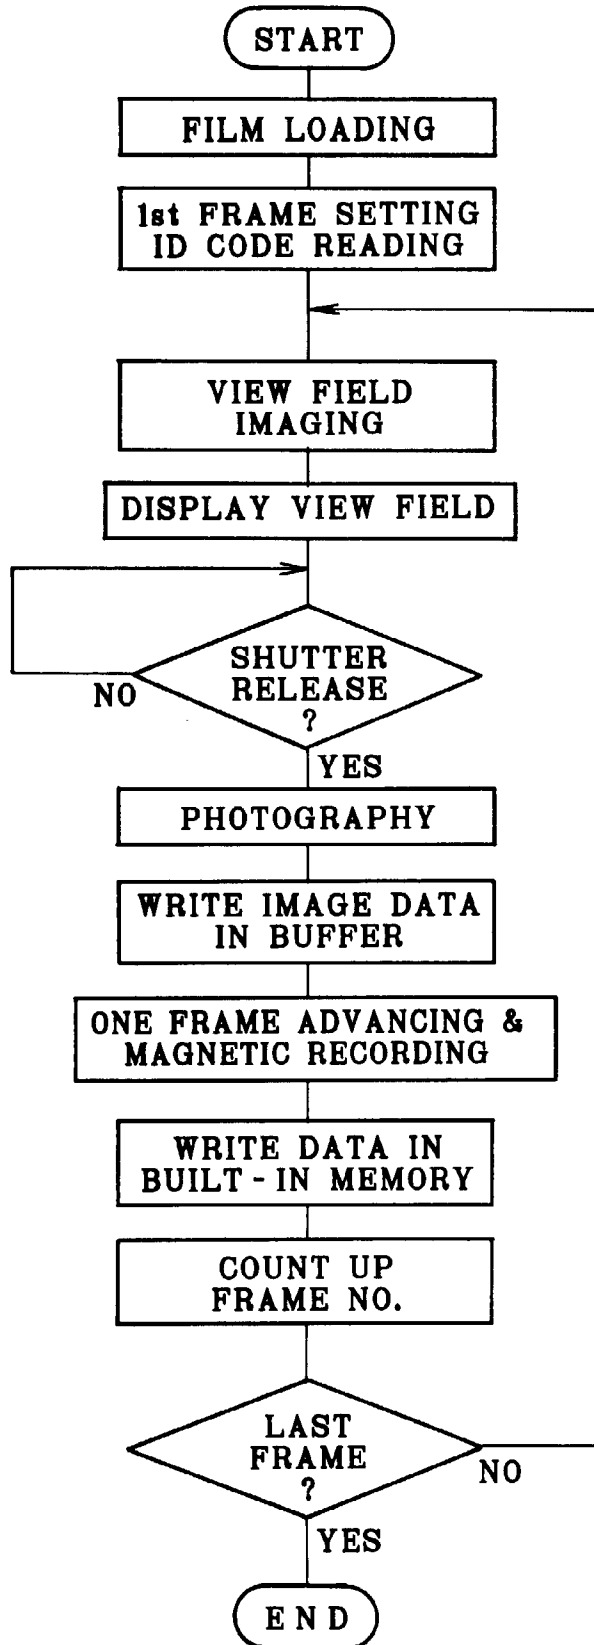 START
FILM LOADING
1st FRAME SETTING
ID CODE READING
VIEW FIELD
IMAGING
DISPLAY VIEW FIELD
SHUTTER
RELEASE
?
NO
YES
PHOTOGRAPHY
WRITE IMAGE DATA
IN BUFFER
ONE FRAME ADVANCING &
MAGNETIC RECORDING
WRITE DATA IN
BUILT-IN MEMORY
COUNT UP
FRAME NO.
LAST
FRAME
?
NO
YES
END